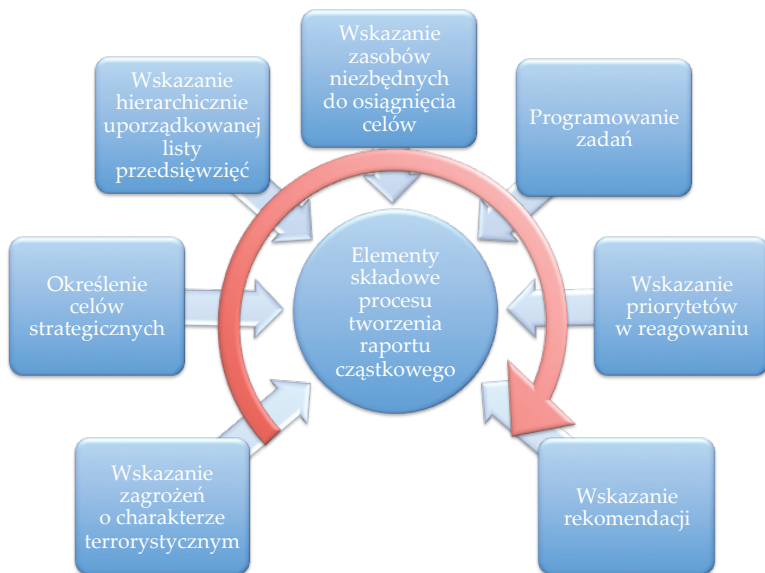 Wskazanie
zasobów
niezbędnych
do osiągnięcia
celów
Wskazanie
hierarchicznie
uporządkowanej
listy
przedsięwzięć
Programowanie
zadań
Elementy
składowe
procesu
tworzenia
raportu
cząstkowego
Określenie
celów
strategicznych
Wskazanie
priorytetów
w reagowaniu
Wskazanie
zagrożeń
o charakterze
terrorystycznym
Wskazanie
rekomendacji